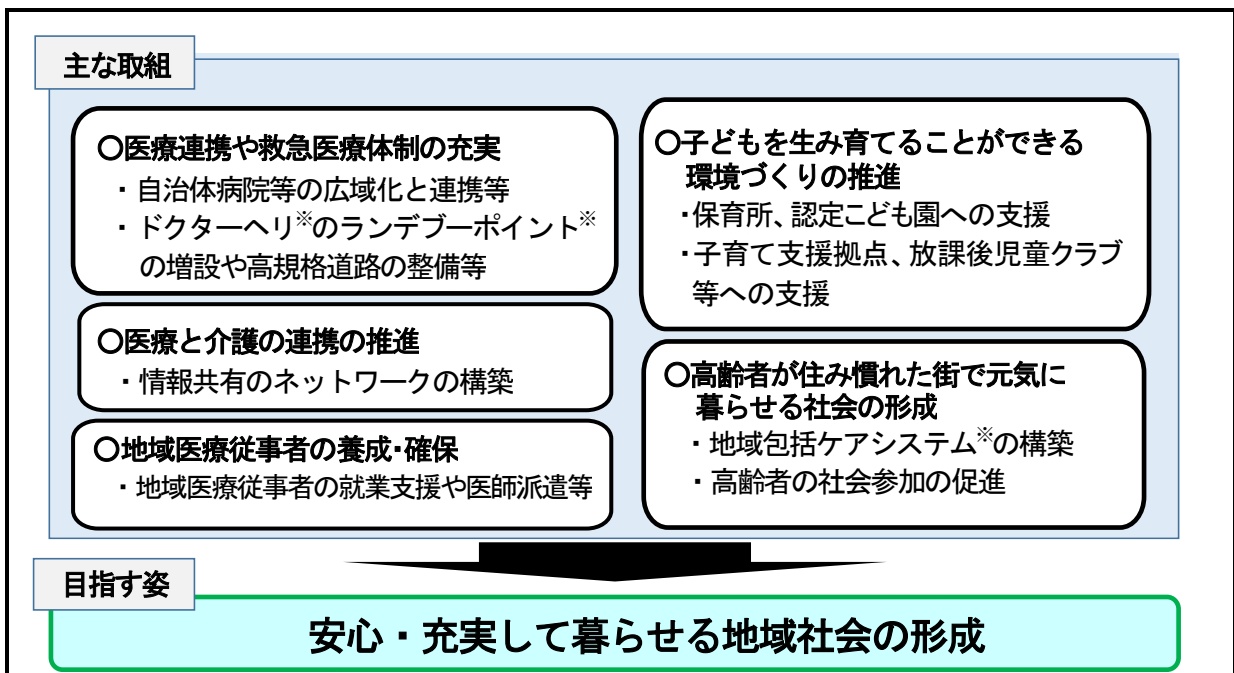 主な取組
〇医療連携や救急医療体制の充実
・自治体病院等の広域化と連携等
・ドクターヘリ※のランデブーポイント※
の増設や高規格道路の整備等
〇医療と介護の連携の推進
・情報共有のネットワークの構築
〇地域医療従事者の養成・確保
・地域医療従事者の就業支援や医師派遣等
〇子どもを生み育てることができる
環境づくりの推進
・保育所、認定こども園への支援
・子育て支援拠点、放課後児童クラブ
等への支援
〇高齢者が住み慣れた街で元気に
暮らせる社会の形成
・地域包括ケアシステム※の構築
・高齢者の社会参加の促進
目指す姿
安心・充実して暮らせる地域社会の形成